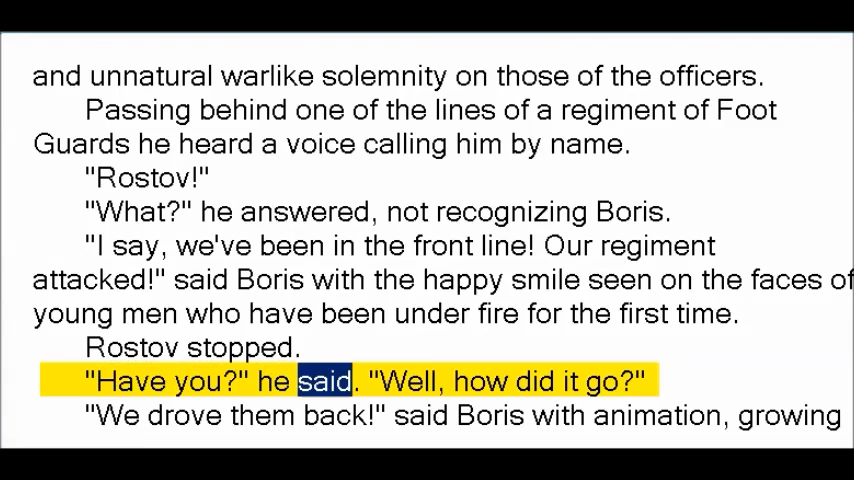 and unnatural warlike solemnity on those of the officers.
Passing behind one of the lines of a regiment of Foot
Guards he heard a voice calling him by name.
"Rostov!"
"What?" he answered, not recognizing Boris.
"I say, we've been in the front line! Our regiment
attacked!" said Boris with the happy smile seen on the faces of
young men who have been under fire for the first time.
Rostov stopped.
"Have you?" he said. "Well, how did it go?"
"We drove them back!" said Boris with animation, growing